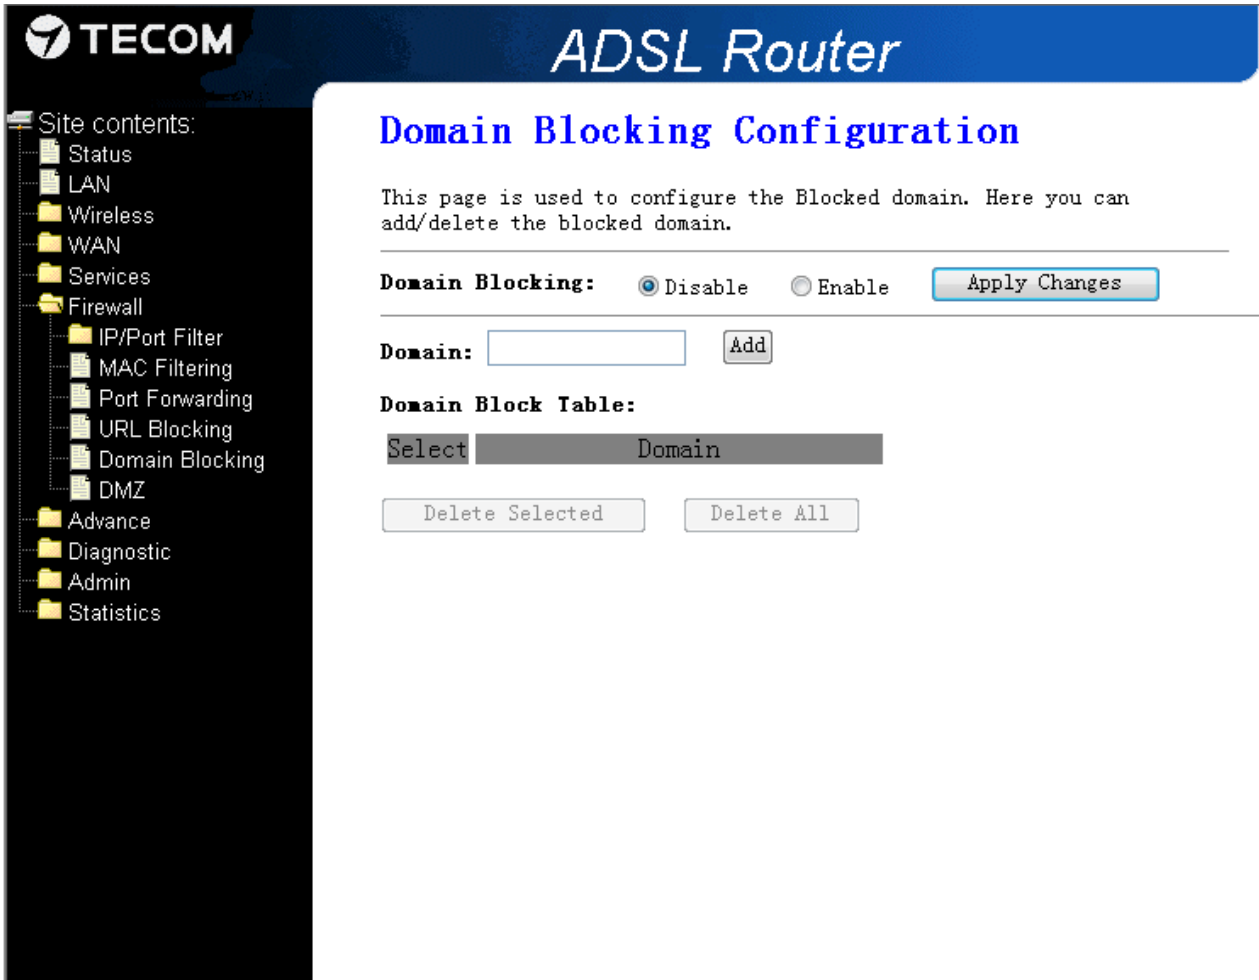 TECOM
ADSL Router
Site contents:
Status
LAN
Wireless
WAN
Services
Firewall
IP/Port Filter
MAC Filtering
Port Forwarding
URL Blocking
Domain Blocking
DMZ
Advance
Diagnostic
Admin
Statistics
Domain Blocking Configuration
This page is used to configure the Blocked domain. Here you can
add/delete the blocked domain.
Domain Blocking: Disable Enable Apply Changes
Domain: Add
Domain Block Table:
Select Domain
Delete Selected Delete All